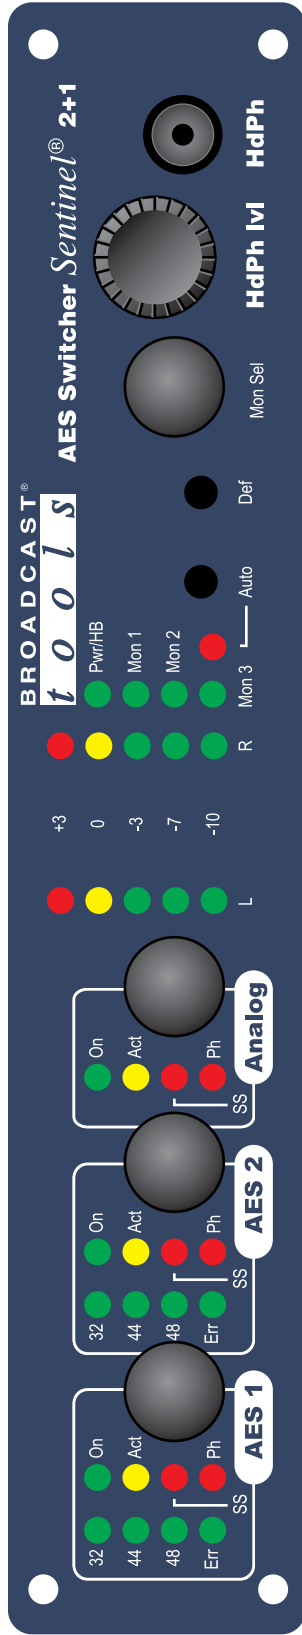 32
44
48
Err
On
Act
SS
Ph
AES 1
32
44
48
Err
On
Act
SS
Ph
AES 2
On
Act
SS
Ph
Analog
L
+3
0
-3
-7
-10
R
BROADCAST®
tools
Pwr/HB
Mon 1
Mon 2
Mon 3
Auto
Def
AES Switcher Sentinel® 2+1
Mon Sel
HdPh lvl
HdPh